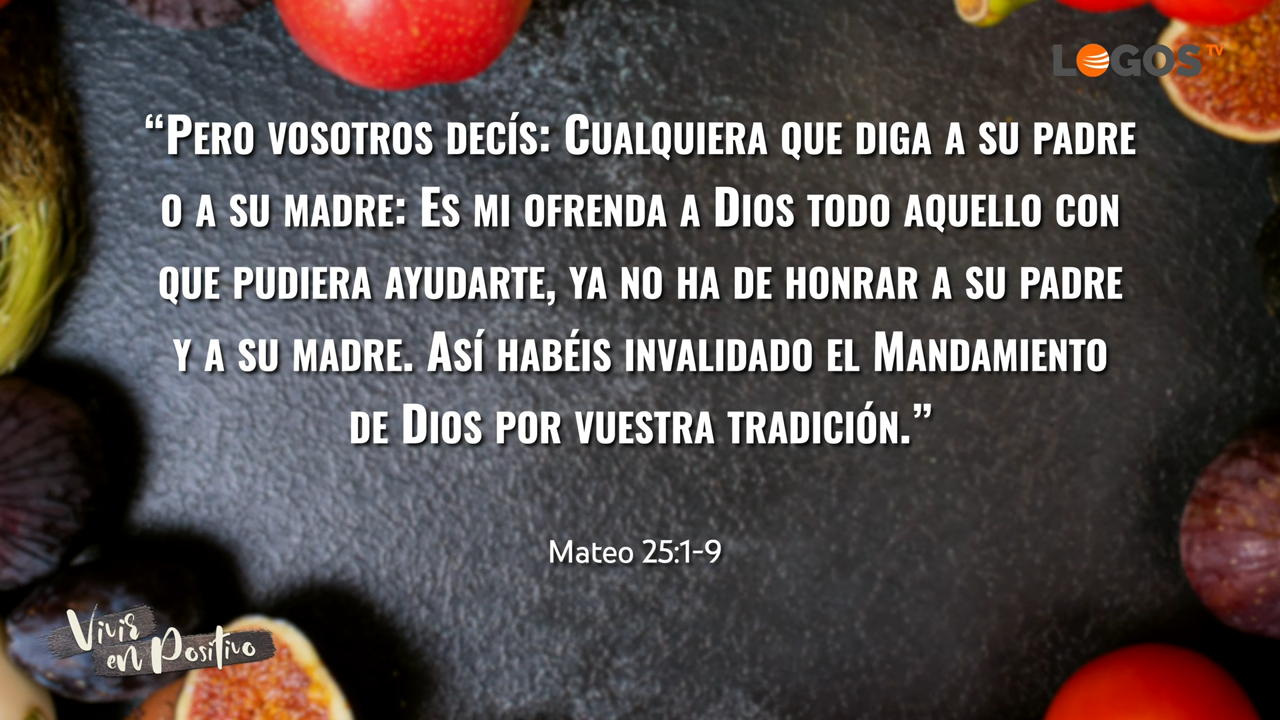 LOGOS TV
“Pero vosotros decís: Cualquiera que diga a su padre
o a su madre: Es mi ofrenda a Dios todo aquello con
que pudiera ayudarte, ya no ha de honrar a su padre
y a su madre. Así habéis invalidado el Mandamiento
de Dios por vuestra tradición.”
Mateo 25:1-9
Vivir
en Positivo